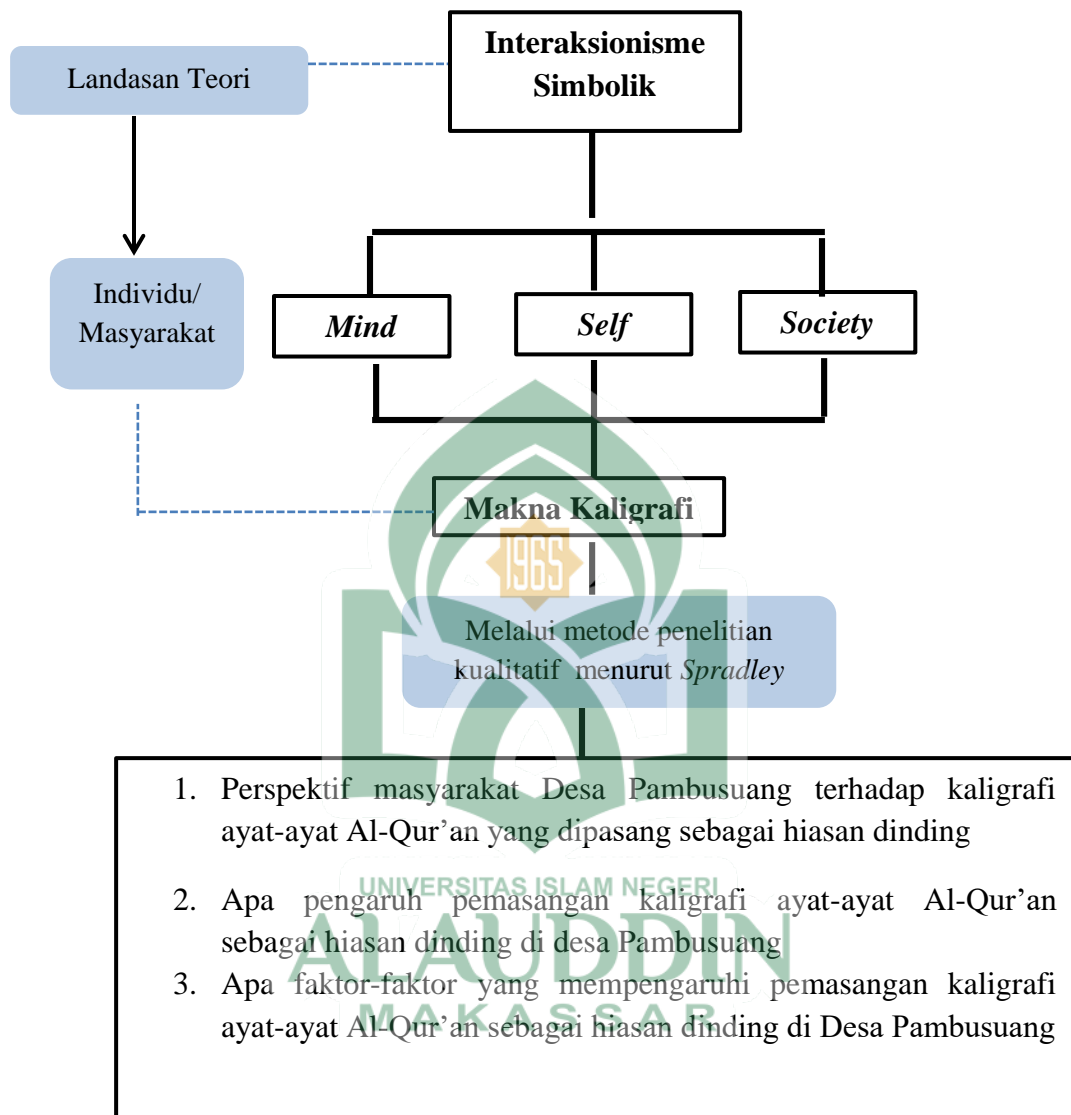 Interaksionisme
Simbolik
Landasan Teori
Individu/
Masyarakat
Mind
Self
Society
Makna Kaligrafi
1965
Melalui metode penelitian
kualitatif menurut Spradley
1. Perspektif masyarakat Desa Pambusuang terhadap kaligrafi
ayat-ayat Al-Qur’an yang dipasang sebagai hiasan dinding
UNIVERSITAS ISLAM NEGERI
2. Apa pengaruh pemasangan kaligrafi ayat-ayat Al-Qur’an
sebagai hiasan dinding di desa Pambusuang
ALAUDDIN
3. Apa faktor-faktor yang mempengaruhi pemasangan kaligrafi
ayat-ayat Al-Qur’an sebagai hiasan dinding di Desa Pambusuang
MAKASSAR